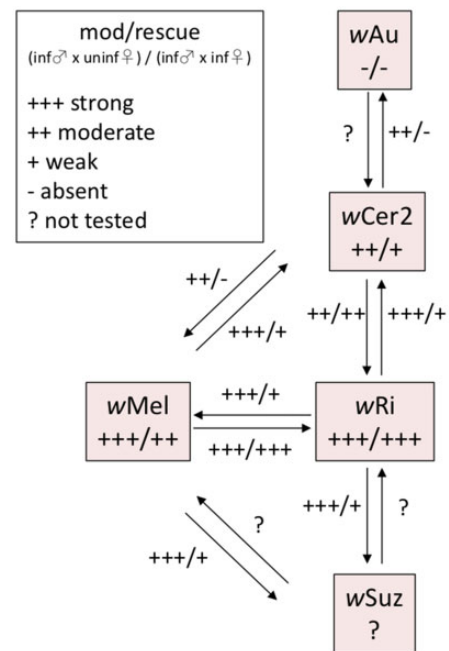 mod/rescue
(inf♂ x uninf♀) / (inf♂ x inf♀)
+++ strong
++ moderate
+ weak
- absent
? not tested
wAu
-/-
? ++/-
wCer2
++/+
++/-
+++/+
++/++ +++/+
wMel
+++/++
+++/+
+++/+++
wRi
+++/+++
+++/+ ?
?
+++/+
wSuz
?